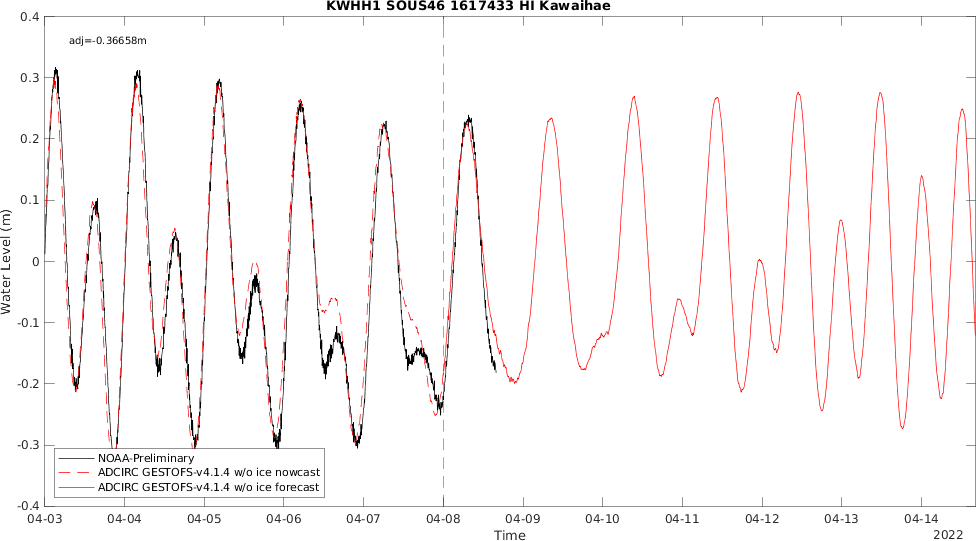 KWHH1 SOUS46 1617433 HI Kawaihae
adj=-0.36658m
0.4
0.3
0.2
0.1
0
-0.1
-0.2
-0.3
-0.4
Water Level (m)
NOAA-Preliminary
ADCIRC GESTOFS-v4.1.4 w/o ice nowcast
ADCIRC GESTOFS-v4.1.4 w/o ice forecast
04-03 04-04 04-05 04-06 04-07 04-08 04-09 04-10 04-11 04-12 04-13 04-14
Time
2022